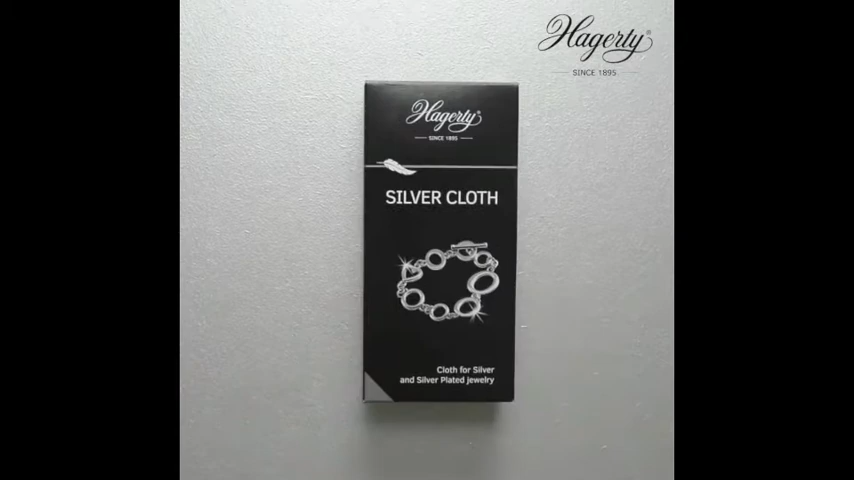 Hagerty®
SINCE 1895
Hagerty®
SINCE 1895
SILVER CLOTH
Cloth for Silver
and Silver Plated jewelry